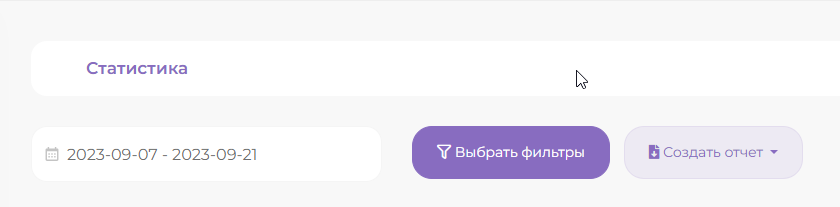 Статистика
2023-09-07 - 2023-09-21
Выбрать фильтры
Создать отчет